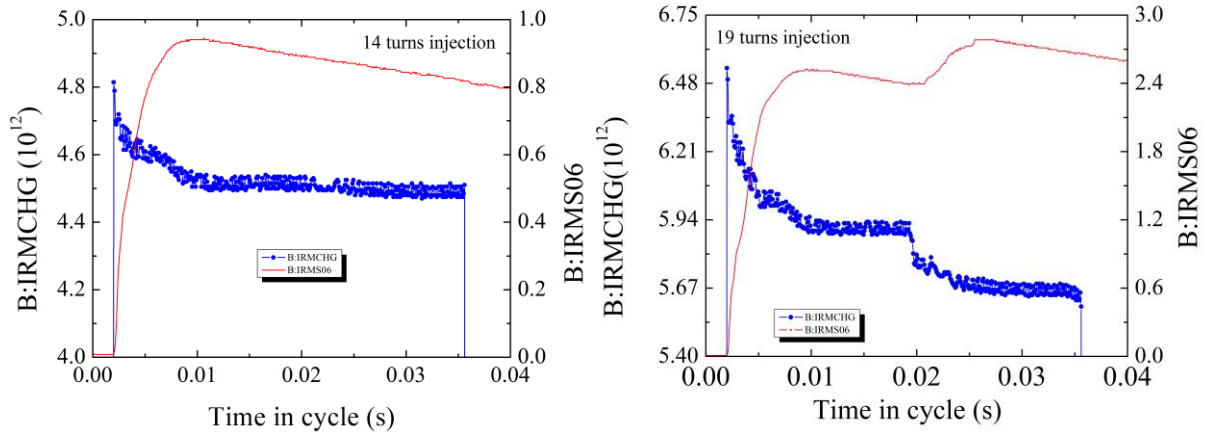 14 turns injection
B:IRMCHG (10¹²)
5.0
4.8
4.6
4.4
4.2
4.0
B:IRMCHG
B:IRMS06
1.0
0.8
0.6
0.4
0.2
0.0
B:IRMS06
0.00 0.01 0.02 0.03 0.04
Time in cycle (s)
19 turns injection
B:IRMCHG(10¹²)
6.75
6.48
6.21
5.94
5.67
5.40
B:IRMCHG
B:IRMS06
3.0
2.4
1.8
1.2
0.6
0.0
B:IRMS06
0.00 0.01 0.02 0.03 0.04
Time in cycle (s)